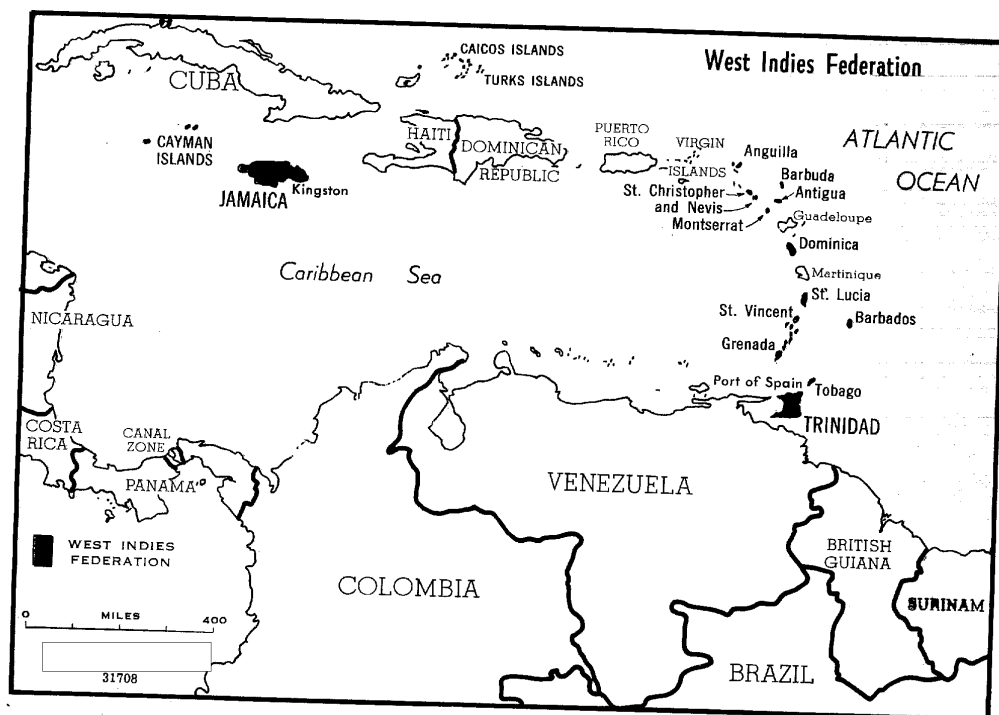 West Indies Federation
CAICOS ISLANDS
TURKS ISLANDS
CUBA
ATLANTIC
OCEAN
HAITI
DOMINICAN
REPUBLIC
PUERTO
RICO
VIRGIN
ISLANDS
Anguilla
CAYMAN
ISLANDS
JAMAICA
Kingston
Barbuda
St. Christopher
and Nevis
Antigua
Montserrat
Guadeloupe
Dominica
Caribbean Sea
Martinique
St. Lucia
St. Vincent
Barbados
Grenada
NICARAGUA
Port of Spain
Tobago
TRINIDAD
COSTA
RICA
CANAL
ZONE
PANAMA
VENEZUELA
BRITISH
GUIANA
WEST INDIES
FEDERATION
COLOMBIA
SURINAM
0 MILES 400
BRAZIL
31708